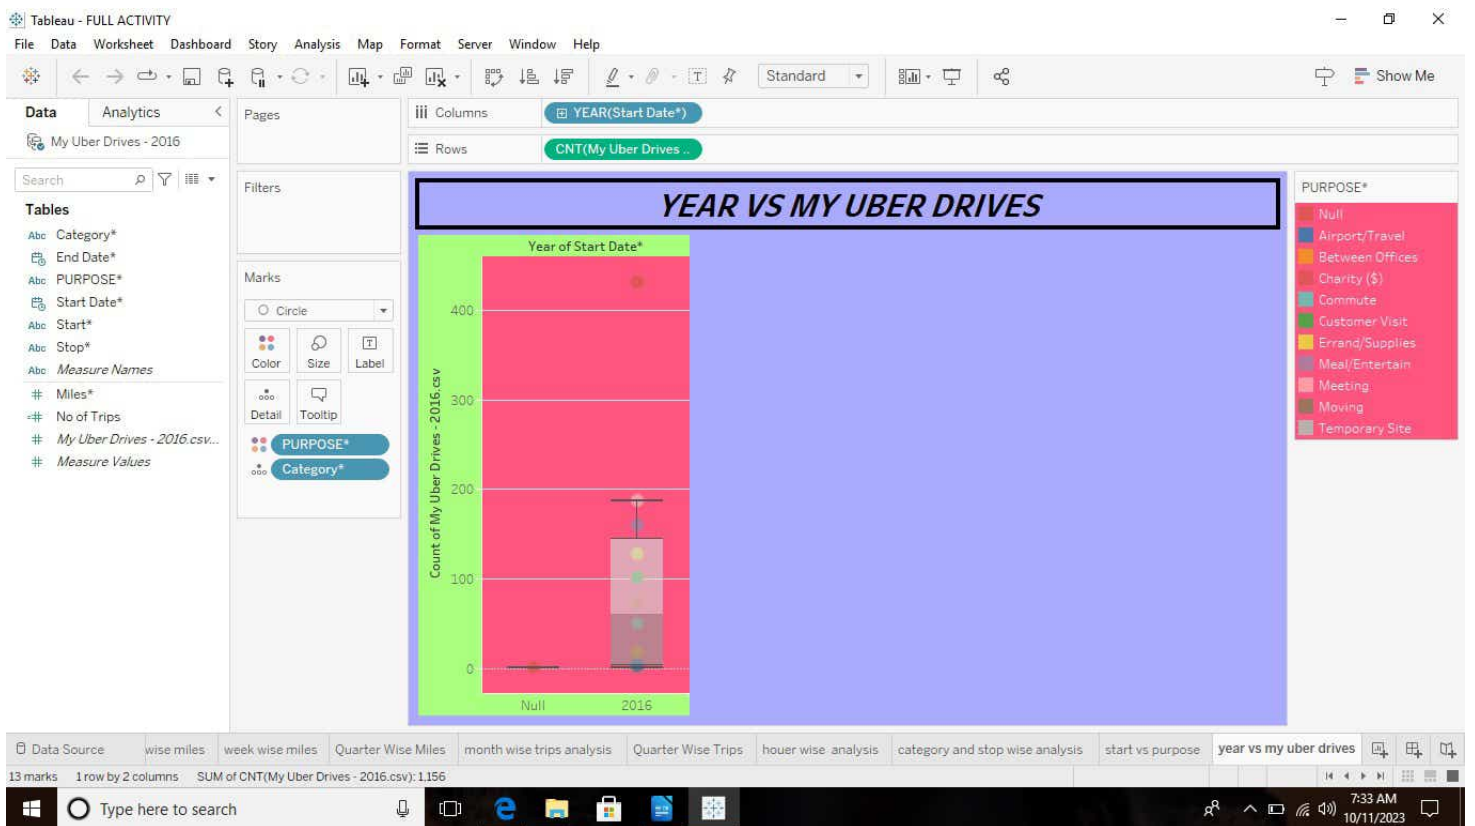 Tableau - FULL ACTIVITY
File Data Worksheet Dashboard Story Analysis Map Format Server Window Help
Standard
Show Me
Data Analytics
My Uber Drives - 2016
Search
Tables
Abc Category*
End Date*
Abc PURPOSE*
Start Date*
Abc Start*
Abc Stop*
Abc Measure Names
# Miles*
=# No of Trips
# My Uber Drives - 2016.csv...
# Measure Values
Pages
Filters
Marks
Circle
Color Size Label
Detail Tooltip
PURPOSE*
Category*
Columns YEAR(Start Date*)
Rows CNT(My Uber Drives ..
YEAR VS MY UBER DRIVES
Year of Start Date*
Count of My Uber Drives - 2016.csv
400
300
200
100
0
Null 2016
PURPOSE*
Null
Airport/Travel
Between Offices
Charity ($)
Commute
Customer Visit
Errand/Supplies
Meal/Entertain
Meeting
Moving
Temporary Site
Data Source wise miles week wise miles Quarter Wise Miles month wise trips analysis Quarter Wise Trips houer wise analysis category and stop wise analysis start vs purpose year vs my uber drives
13 marks 1 row by 2 columns SUM of CNT(My Uber Drives - 2016.csv): 1,156
Type here to search
7:33 AM
10/11/2023